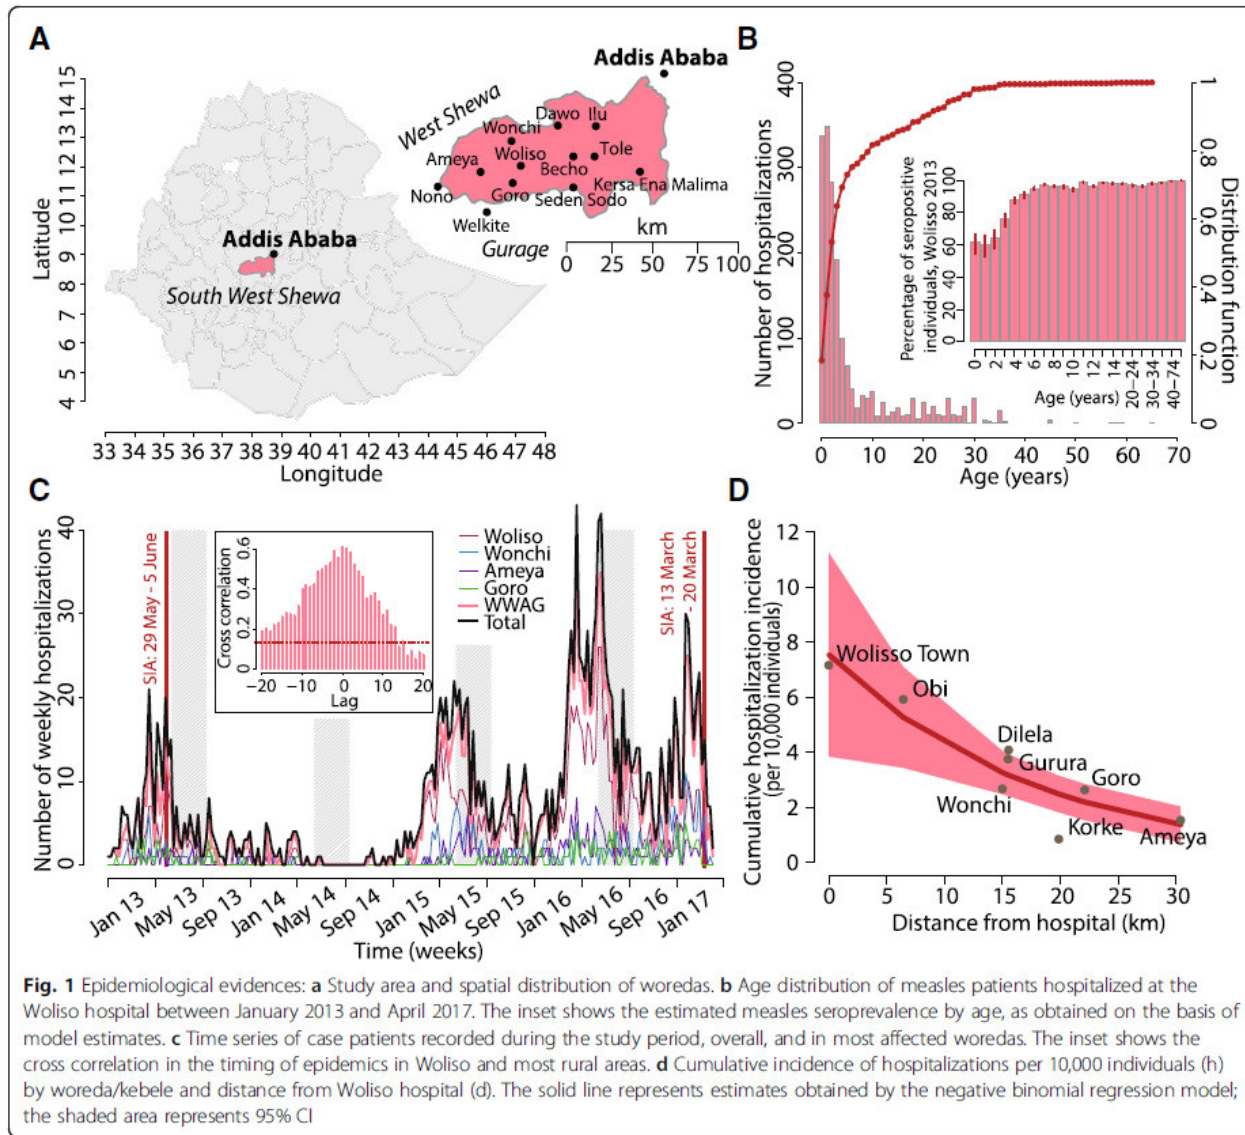 A
Addis Ababa
West Shewa
Dawo
Ilu
Wonchi
Ameya
Woliso
Tole
Becho
Nono
Goro
Kersa Ena Malima
Seden Sodo
Welkite
Gurage
km
0 25 50 75 100
Latitude
15
14
13
12
11
10
9
8
7
6
5
4
Addis Ababa
South West Shewa
33 34 35 36 37 38 39 40 41 42 43 44 45 46 47 48
Longitude
B
Number of hospitalizations
400
300
200
100
0
Distribution function
1
0.8
0.6
0.4
0.2
0
Percentage of seropositive
individuals, Wolisso 2013
100
80
60
40
20
0
0 2 4 6 8 10 12 14 20–24 30–34 40–74
Age (years)
0 10 20 30 40 50 60 70
Age (years)
C
Number of weekly hospitalizations
40
30
20
10
0
SIA: 29 May - 5 June
Cross correlation
0.6
0.4
0.2
0
−20 −10 0 10 20
Lag
Woliso
Wonchi
Ameya
Goro
WWAG
Total
SIA: 13 March
- 20 March
Jan 13 May 13 Sep 13 Jan 14 May 14 Sep 14 Jan 15 May 15 Sep 15 Jan 16 May 16 Sep 16 Jan 17
Time (weeks)
D
Cumulative hospitalization incidence
(per 10,000 individuals)
12
10
8
6
4
2
0
Wolisso Town
Obi
Dilela
Gurura
Goro
Wonchi
Korke
Ameya
0 5 10 15 20 25 30
Distance from hospital (km)
Fig. 1 Epidemiological evidences: a Study area and spatial distribution of woredas. b Age distribution of measles patients hospitalized at the
Woliso hospital between January 2013 and April 2017. The inset shows the estimated measles seroprevalence by age, as obtained on the basis of
model estimates. c Time series of case patients recorded during the study period, overall, and in most affected woredas. The inset shows the
cross correlation in the timing of epidemics in Woliso and most rural areas. d Cumulative incidence of hospitalizations per 10,000 individuals (h)
by woreda/kebele and distance from Woliso hospital (d). The solid line represents estimates obtained by the negative binomial regression model;
the shaded area represents 95% CI